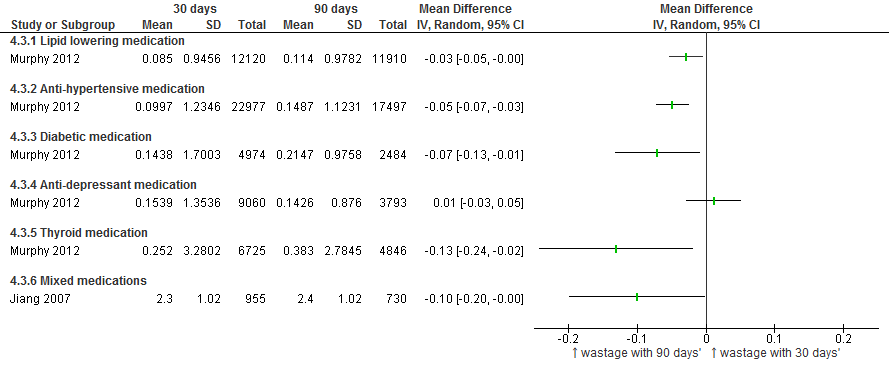 30 days 90 days Mean Difference Mean Difference
Study or Subgroup Mean SD Total Mean SD Total IV, Random, 95% CI IV, Random, 95% CI
4.3.1 Lipid lowering medication
Murphy 2012 0.085 0.9456 12120 0.114 0.9782 11910 -0.03 [-0.05, -0.00]
4.3.2 Anti-hypertensive medication
Murphy 2012 0.0997 1.2346 22977 0.1487 1.1231 17497 -0.05 [-0.07, -0.03]
4.3.3 Diabetic medication
Murphy 2012 0.1438 1.7003 4974 0.2147 0.9758 2484 -0.07 [-0.13, -0.01]
4.3.4 Anti-depressant medication
Murphy 2012 0.1539 1.3536 9060 0.1426 0.876 3793 0.01 [-0.03, 0.05]
4.3.5 Thyroid medication
Murphy 2012 0.252 3.2802 6725 0.383 2.7845 4846 -0.13 [-0.24, -0.02]
4.3.6 Mixed medications
Jiang 2007 2.3 1.02 955 2.4 1.02 730 -0.10 [-0.20, -0.00]
-0.2 -0.1 0 0.1 0.2
↑ wastage with 90 days' ↑ wastage with 30 days'